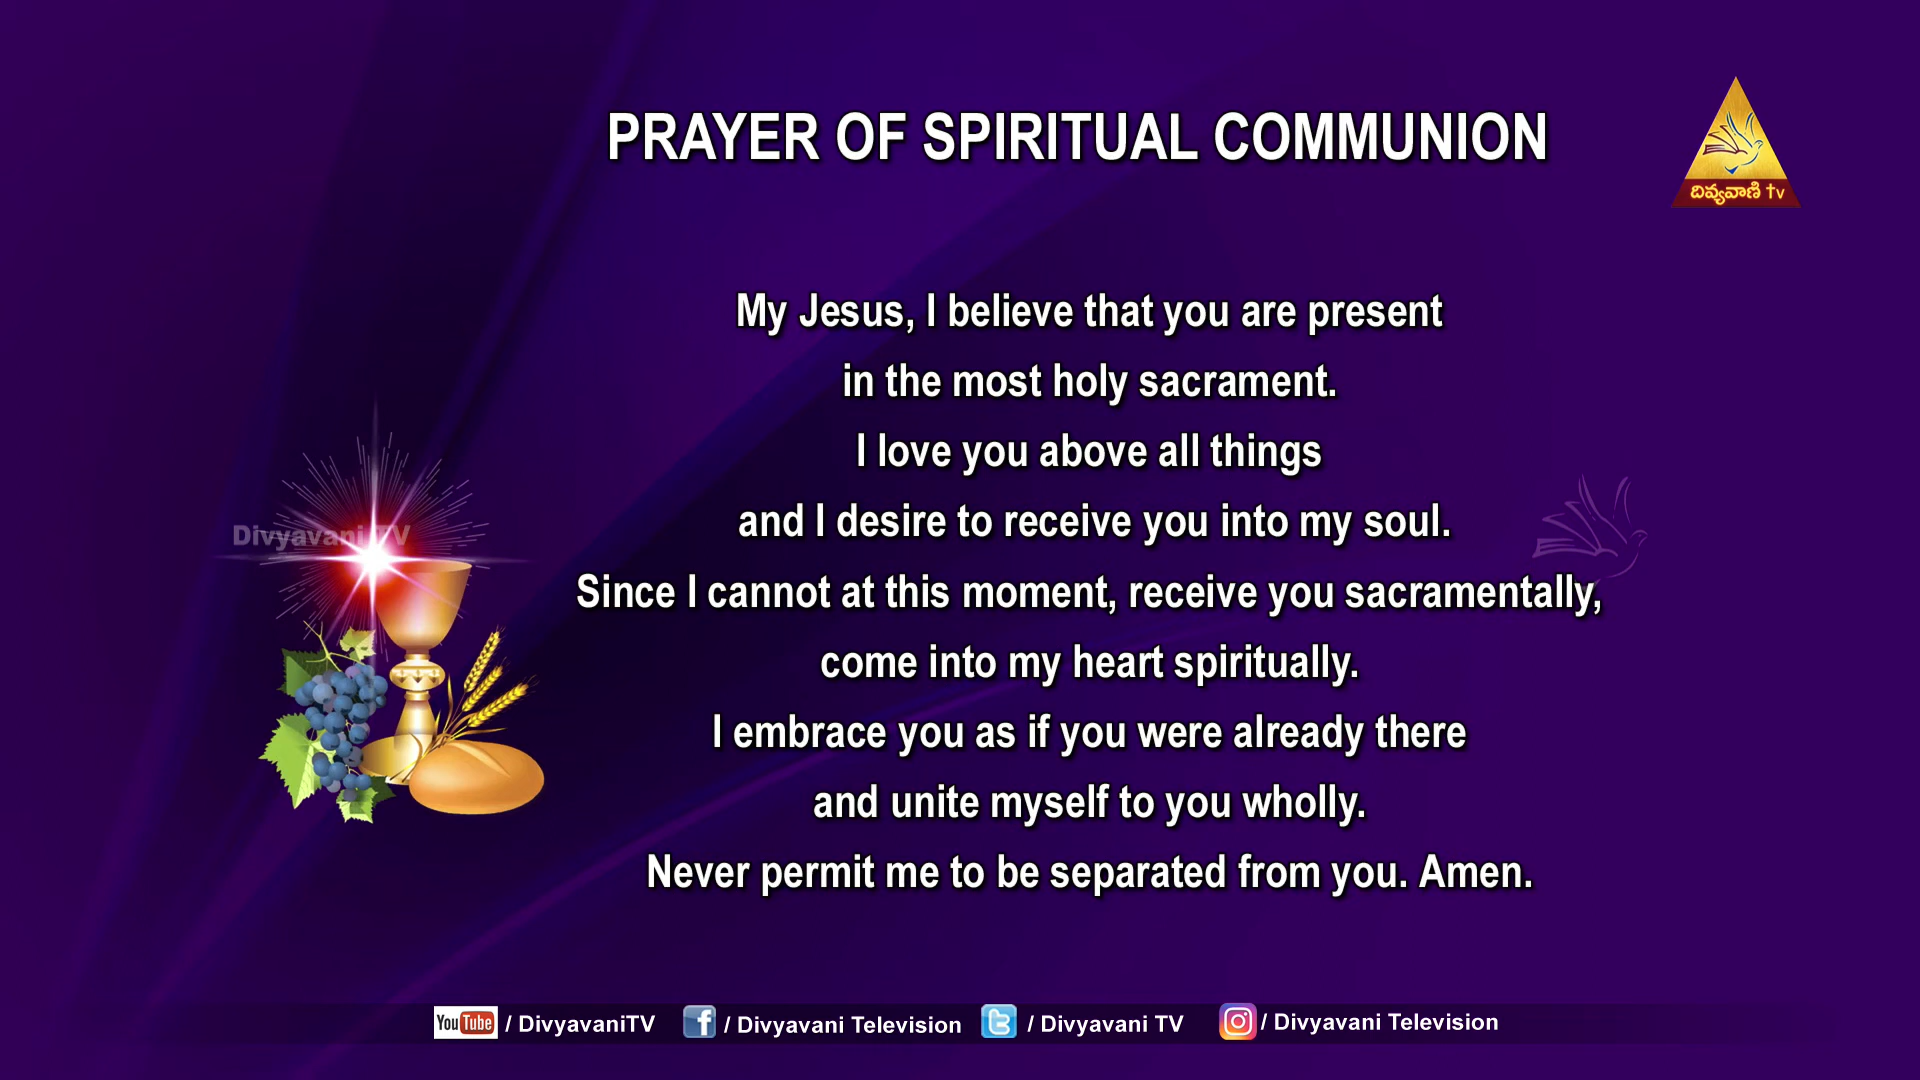 PRAYER OF SPIRITUAL COMMUNION
దివ్యవాణి tv
My Jesus, I believe that you are present
in the most holy sacrament.
I love you above all things
and I desire to receive you into my soul.
Since I cannot at this moment, receive you sacramentally,
come into my heart spiritually.
I embrace you as if you were already there
and unite myself to you wholly.
Never permit me to be separated from you. Amen.
Divyavani TV
YouTube / DivyavaniTV f / Divyavani Television / Divyavani TV / Divyavani Television